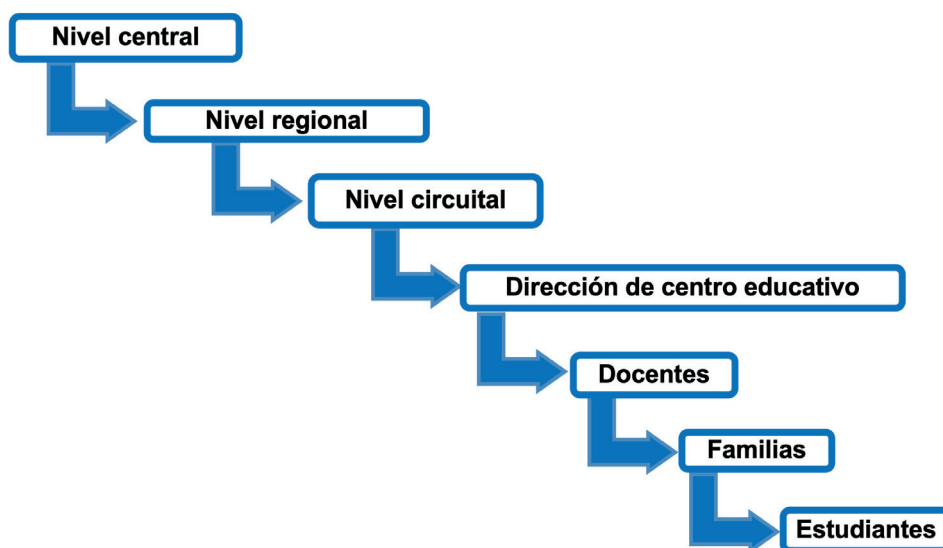 Nivel central
Nivel regional
Nivel circuital
Dirección de centro educativo
Docentes
Familias
Estudiantes